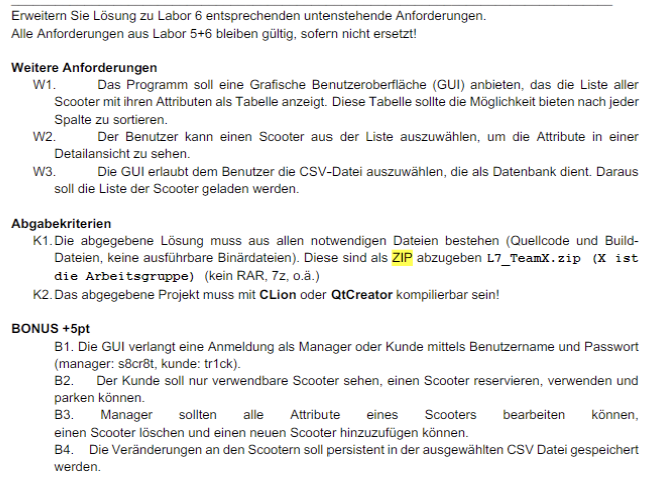 Erweitern Sie Lösung zu Labor 6 entsprechenden untenstehende Anforderungen.
Alle Anforderungen aus Labor 5+6 bleiben gültig, sofern nicht ersetzt!
Weitere Anforderungen
W1. Das Programm soll eine Grafische Benutzeroberfläche (GUI) anbieten, das die Liste aller
Scooter mit ihren Attributen als Tabelle anzeigt. Diese Tabelle sollte die Möglichkeit bieten nach jeder
Spalte zu sortieren.
W2. Der Benutzer kann einen Scooter aus der Liste auszuwählen, um die Attribute in einer
Detailansicht zu sehen.
W3. Die GUI erlaubt dem Benutzer die CSV-Datei auszuwählen, die als Datenbank dient. Daraus
soll die Liste der Scooter geladen werden.
Abgabekriterien
K1. Die abgegebene Lösung muss aus allen notwendigen Dateien bestehen (Quellcode und Build-
Dateien, keine ausführbare Binärdateien). Diese sind als ZIP abzugeben L7_TeamX.zip (X ist
die Arbeitsgruppe) (kein RAR, 7z, o.ä.)
K2. Das abgegebene Projekt muss mit CLion oder QtCreator kompilierbar sein!
BONUS +5pt
B1. Die GUI verlangt eine Anmeldung als Manager oder Kunde mittels Benutzername und Passwort
(manager: s8cr8t, kunde: tr1ck).
B2. Der Kunde soll nur verwendbare Scooter sehen, einen Scooter reservieren, verwenden und
parken können.
B3. Manager sollten alle Attribute eines Scooters bearbeiten können,
einen Scooter löschen und einen neuen Scooter hinzuzufügen können.
B4. Die Veränderungen an den Scootern soll persistent in der ausgewählten CSV Datei gespeichert
werden.